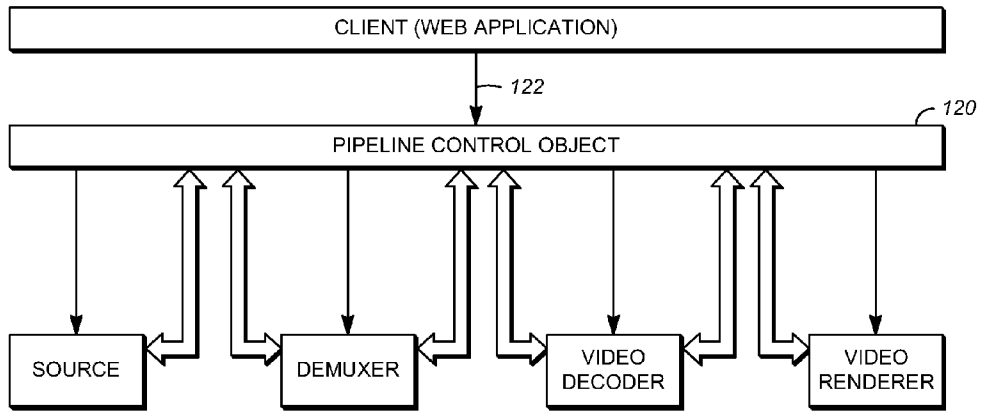 CLIENT (WEB APPLICATION)
122
120
PIPELINE CONTROL OBJECT
SOURCE
DEMUXER
VIDEO
DECODER
VIDEO
RENDERER